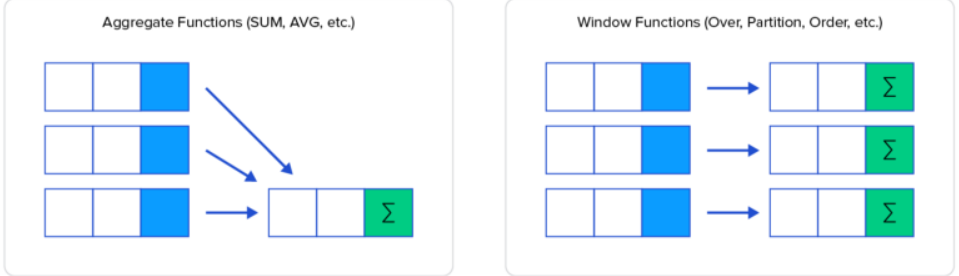 Aggregate Functions (SUM, AVG, etc.)
Window Functions (Over, Partition, Order, etc.)
Σ
Σ
Σ
Σ